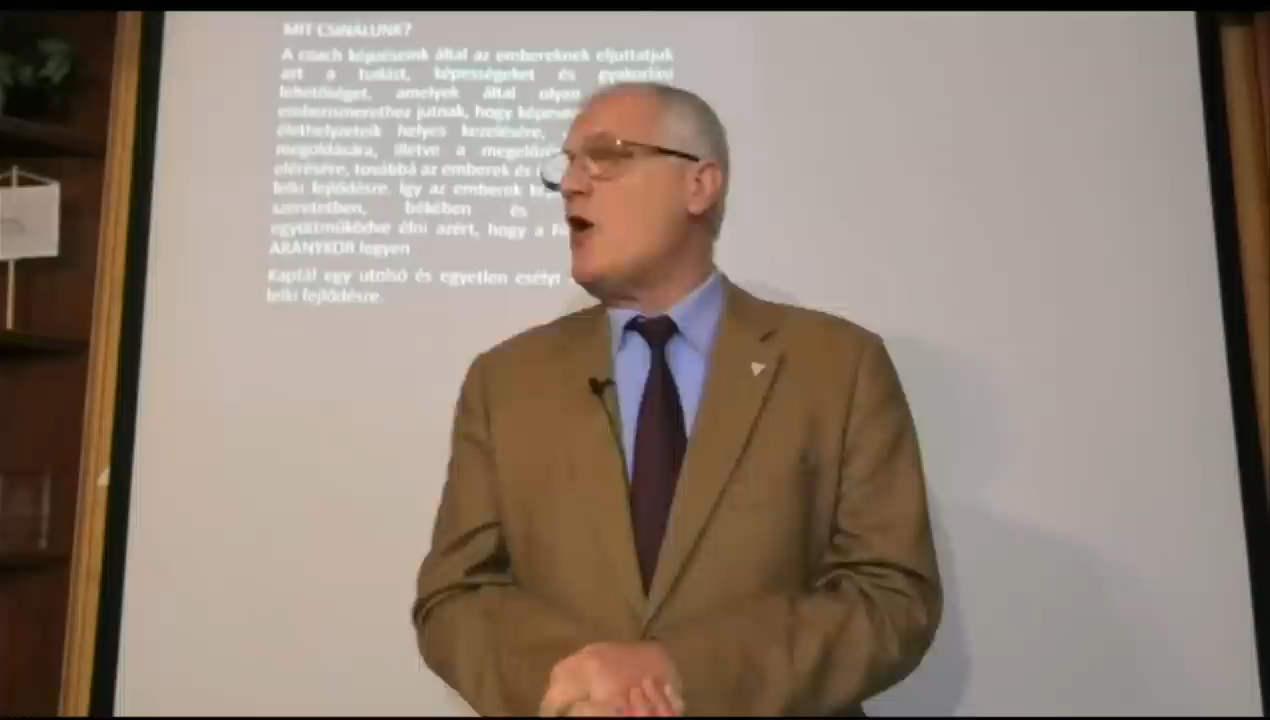 MIT CSINÁLUNK?
A coach képzéseink által az embereknek eljuttatjuk
azt a tudást, képességeket és gyakorlási
lehetőséget, amelyek által olyan
emberismerethez jutnak, hogy képesek
élethelyzeteik helyes kezelésére,
megoldására, illetve a megelőzés
elérésére, továbbá az emberek és
lelki fejlődésre. Így az emberek
szeretetben, békében és
együttműködve élni azért, hogy a
ARANYKOR legyen
Kaptál egy utolsó és egyetlen esélyt
lelki fejlődésre.